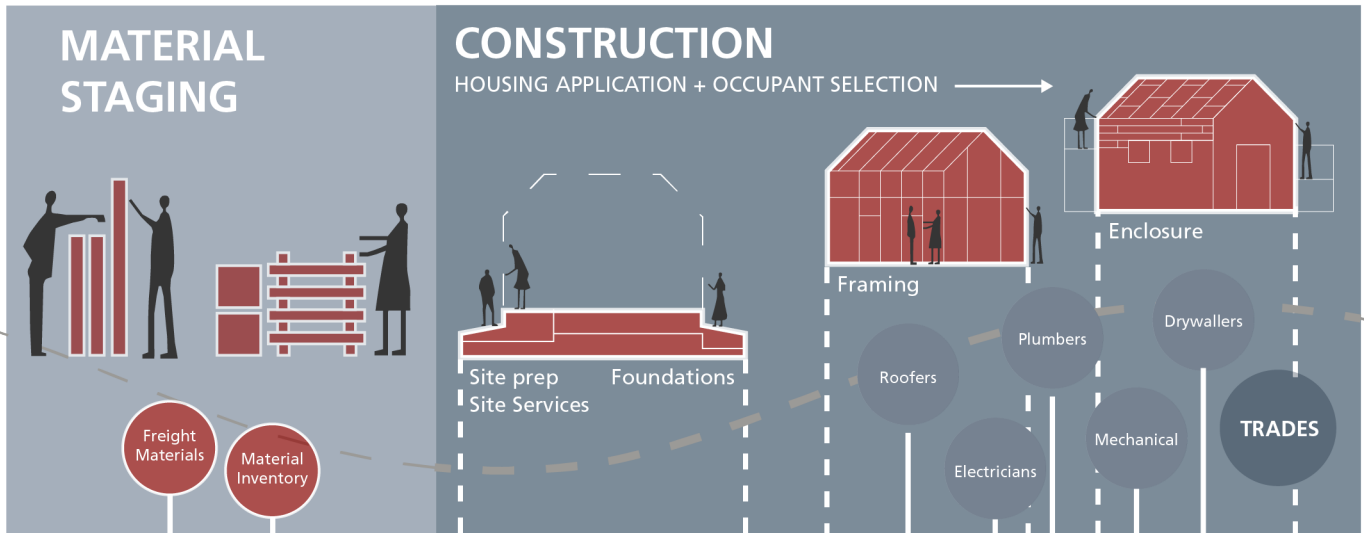 MATERIAL
STAGING
Freight
Materials
Material
Inventory
CONSTRUCTION
HOUSING APPLICATION + OCCUPANT SELECTION
Site prep
Site Services
Foundations
Framing
Enclosure
Roofers
Electricians
Plumbers
Mechanical
Drywallers
TRADES